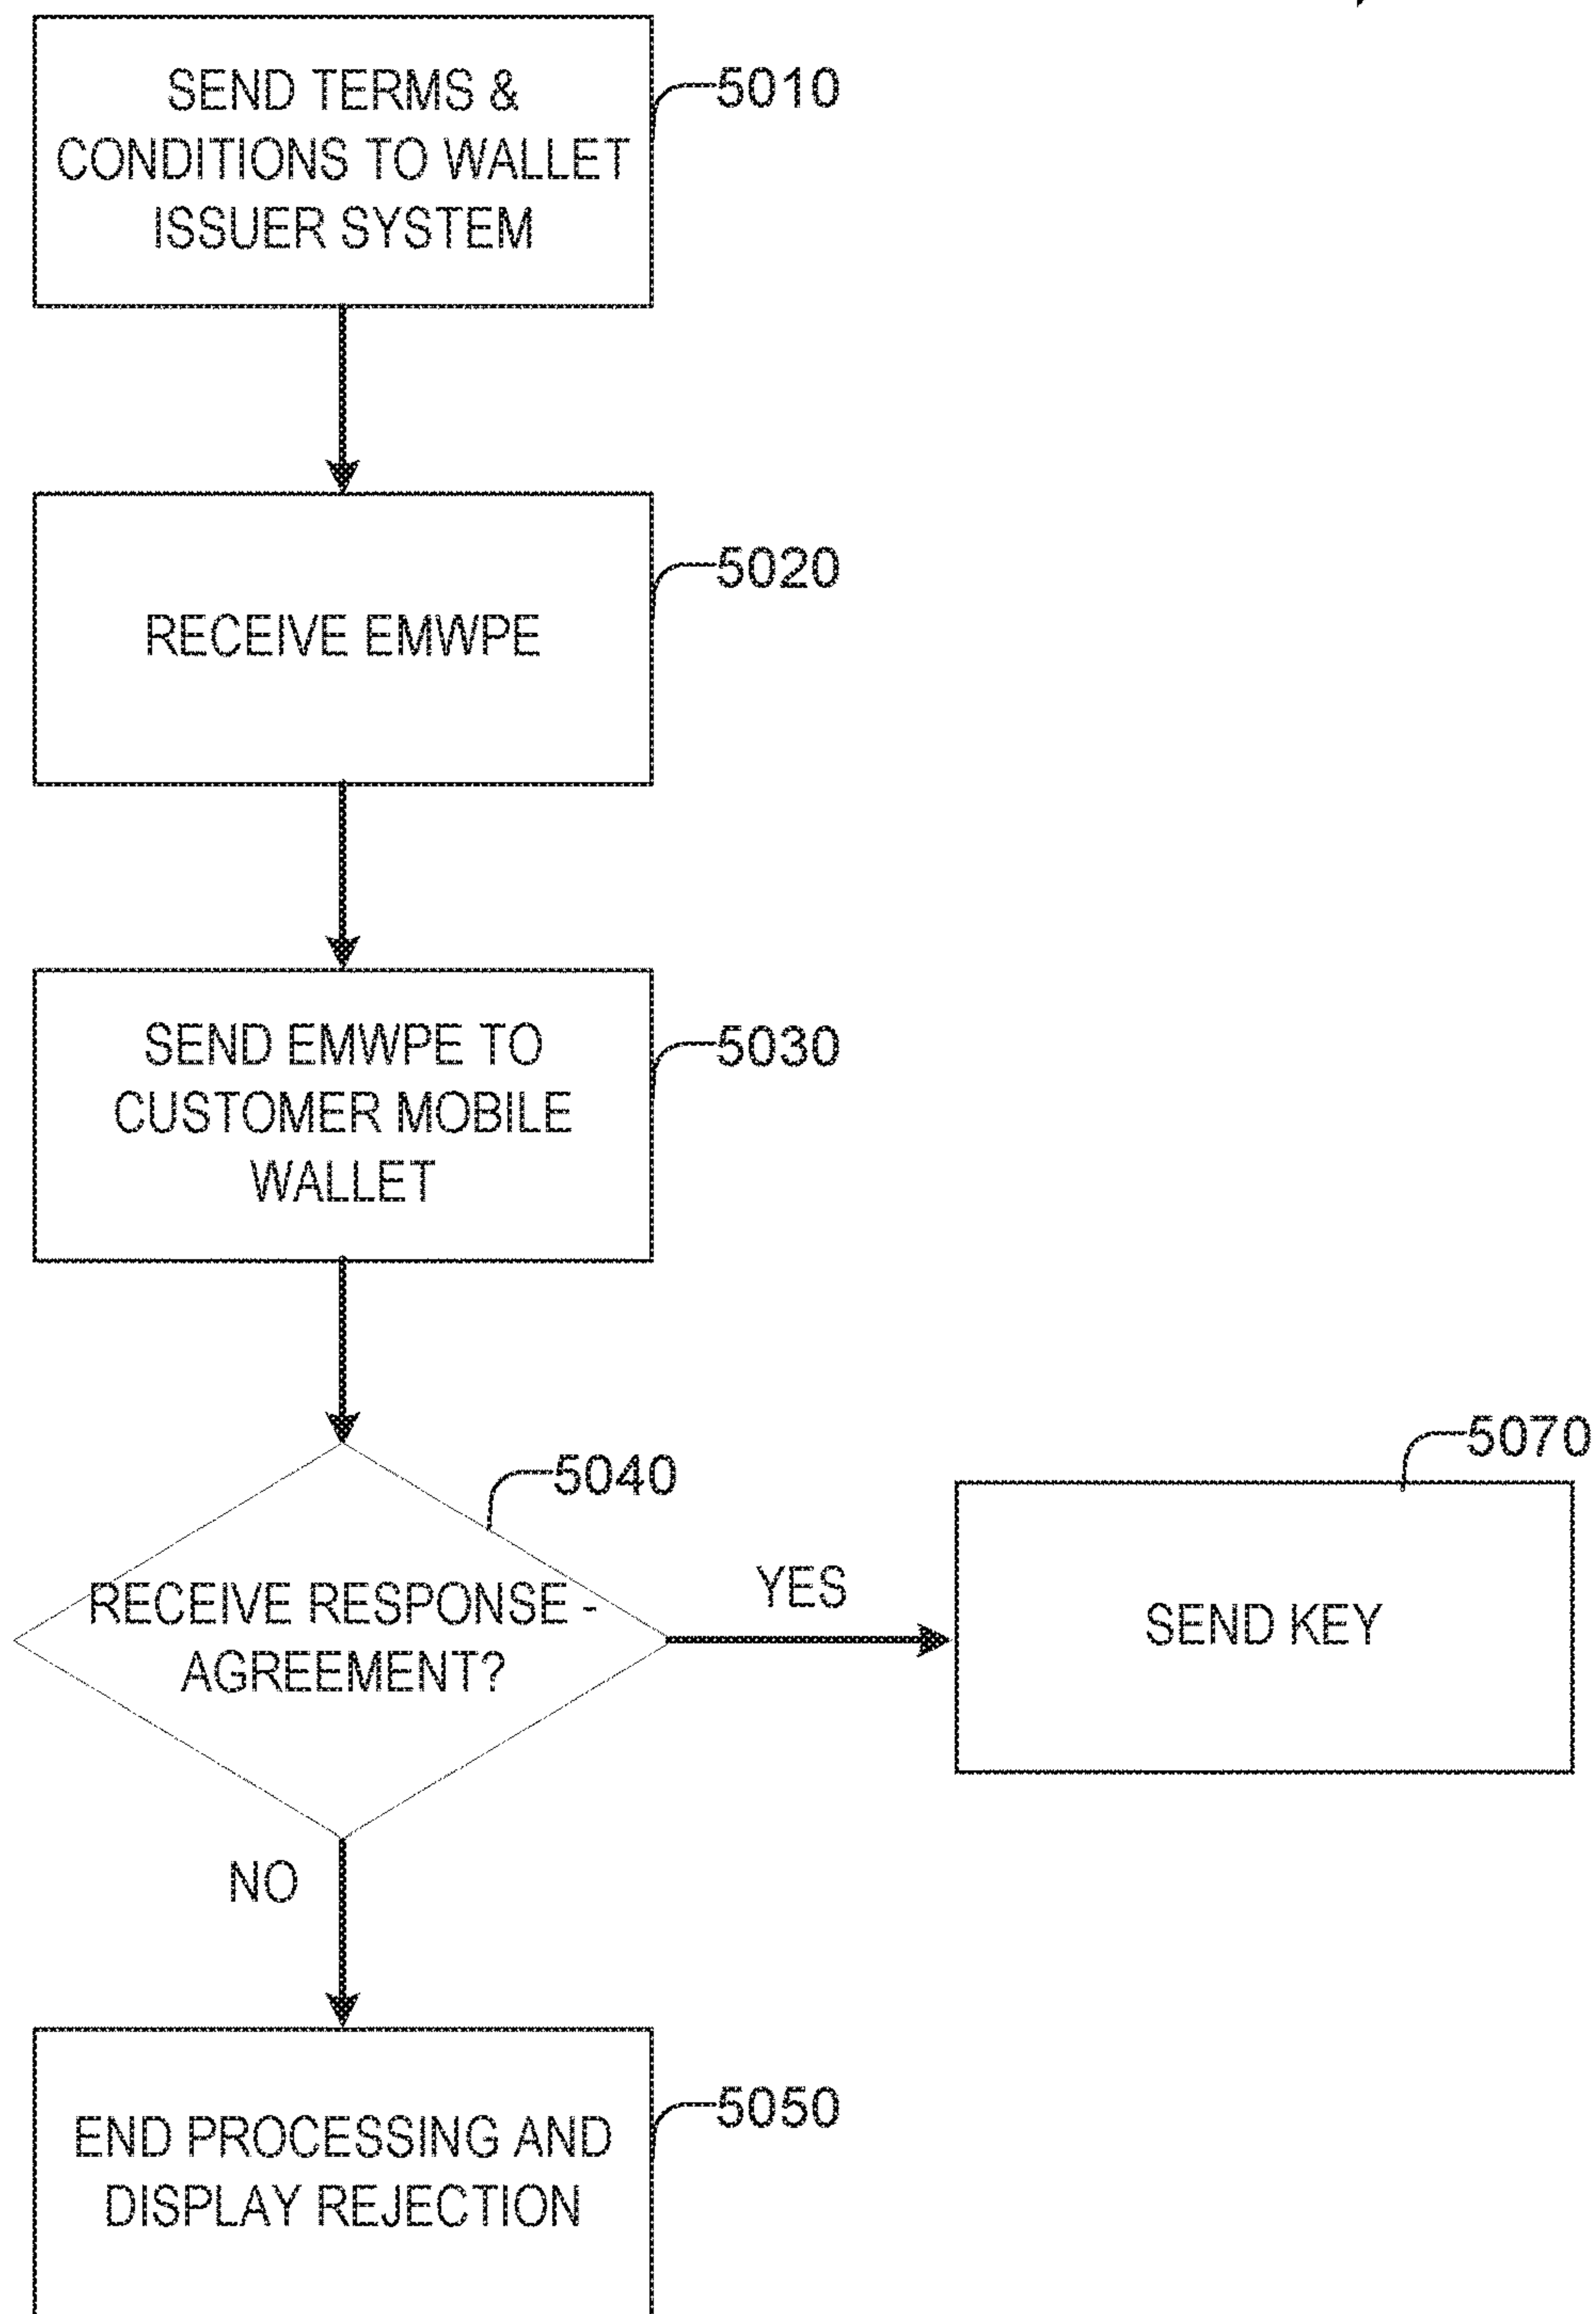 SEND TERMS &
CONDITIONS TO WALLET
ISSUER SYSTEM
5010
RECEIVE EMWPE
5020
SEND EMWPE TO
CUSTOMER MOBILE
WALLET
5030
RECEIVE RESPONSE -
AGREEMENT?
5040
YES
SEND KEY
5070
NO
END PROCESSING AND
DISPLAY REJECTION
5050